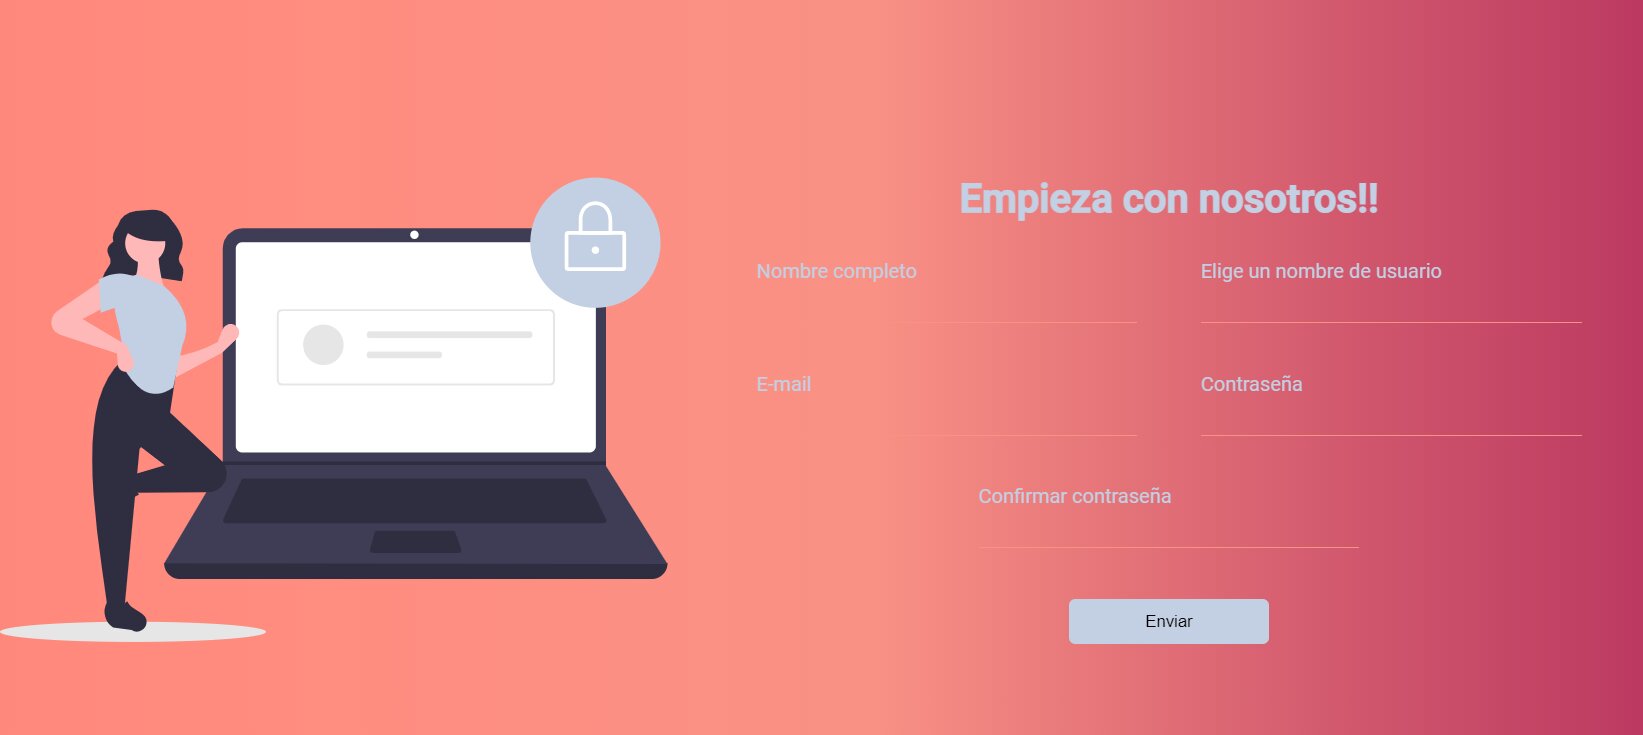 Empieza con nosotros!!
Nombre completo
Elige un nombre de usuario
E-mail
Contraseña
Confirmar contraseña
Enviar